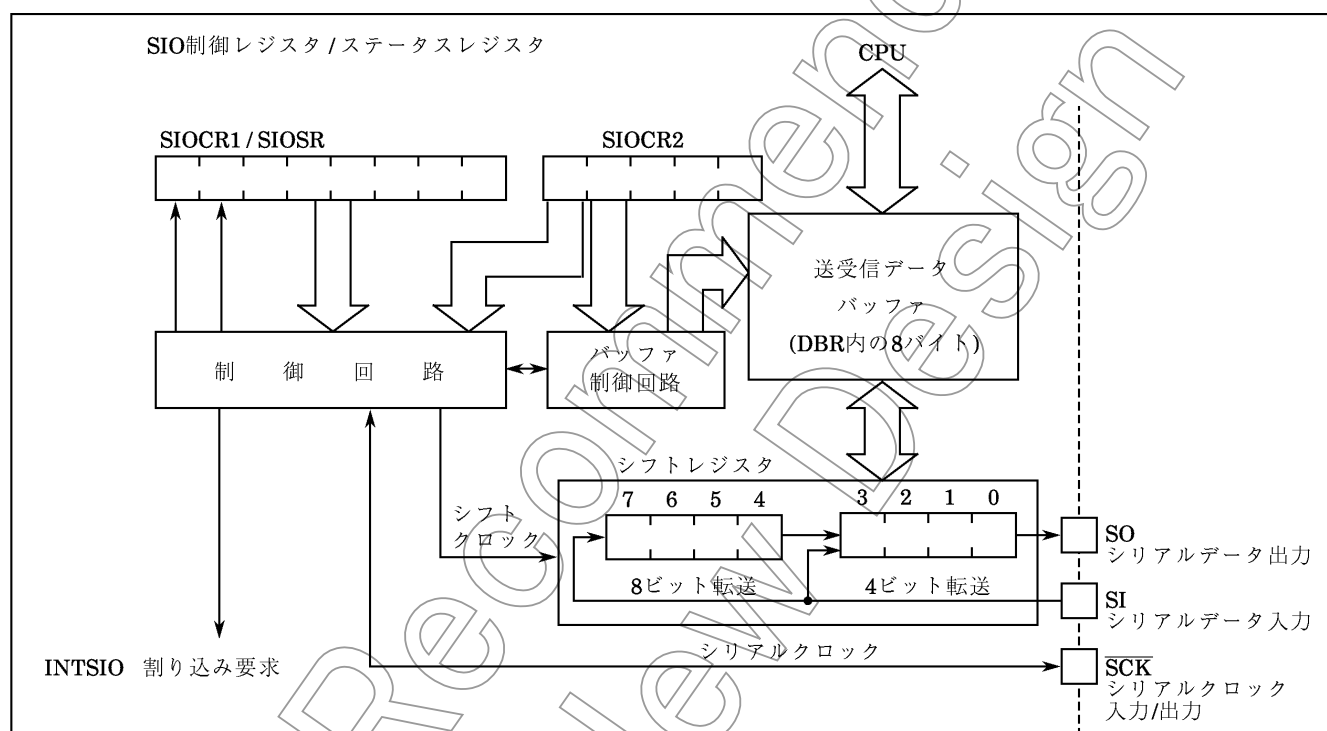 SIO制御レジスタ/ステータスレジスタ
CPU
SIOCR1 / SIOSR
SIOCR2
送受信データ
バッファ
(DBR内の8バイト)
制 御 回 路
バッファ
制御回路
シフトレジスタ
7 6 5 4
3 2 1 0
シフト
クロック
SO
シリアルデータ出力
8ビット転送
4ビット転送
SI
シリアルデータ入力
INTSIO 割り込み要求
シリアルクロック
SCK
シリアルクロック
入力/出力